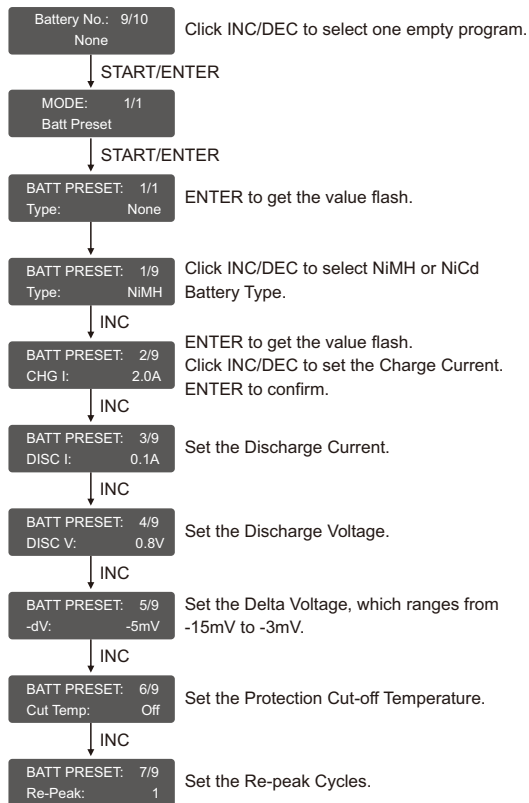 Battery No.: 9/10
None
Click INC/DEC to select one empty program.
START/ENTER
MODE: 1/1
Batt Preset
START/ENTER
BATT PRESET: 1/1
Type: None
ENTER to get the value flash.
BATT PRESET: 1/9
Type: NiMH
Click INC/DEC to select NiMH or NiCd
Battery Type.
INC
BATT PRESET: 2/9
CHG I: 2.0A
ENTER to get the value flash.
Click INC/DEC to set the Charge Current.
ENTER to confirm.
INC
BATT PRESET: 3/9
DISC I: 0.1A
Set the Discharge Current.
INC
BATT PRESET: 4/9
DISC V: 0.8V
Set the Discharge Voltage.
INC
BATT PRESET: 5/9
-dV: -5mV
Set the Delta Voltage, which ranges from
-15mV to -3mV.
INC
BATT PRESET: 6/9
Cut Temp: Off
Set the Protection Cut-off Temperature.
INC
BATT PRESET: 7/9
Re-Peak: 1
Set the Re-peak Cycles.